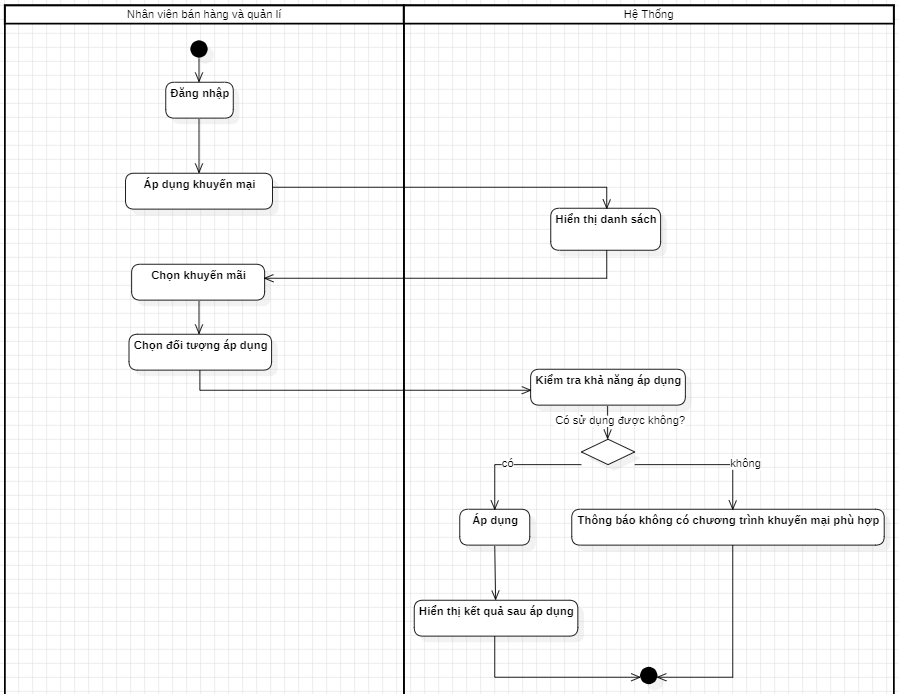 Nhân viên bán hàng và quản lí
Hệ Thống
Đăng nhập
Áp dụng khuyến mại
Hiển thị danh sách
Chọn khuyến mãi
Chọn đối tượng áp dụng
Kiểm tra khả năng áp dụng
Có sử dụng được không?
có
không
Áp dụng
Thông báo không có chương trình khuyến mại phù hợp
Hiển thị kết quả sau áp dụng